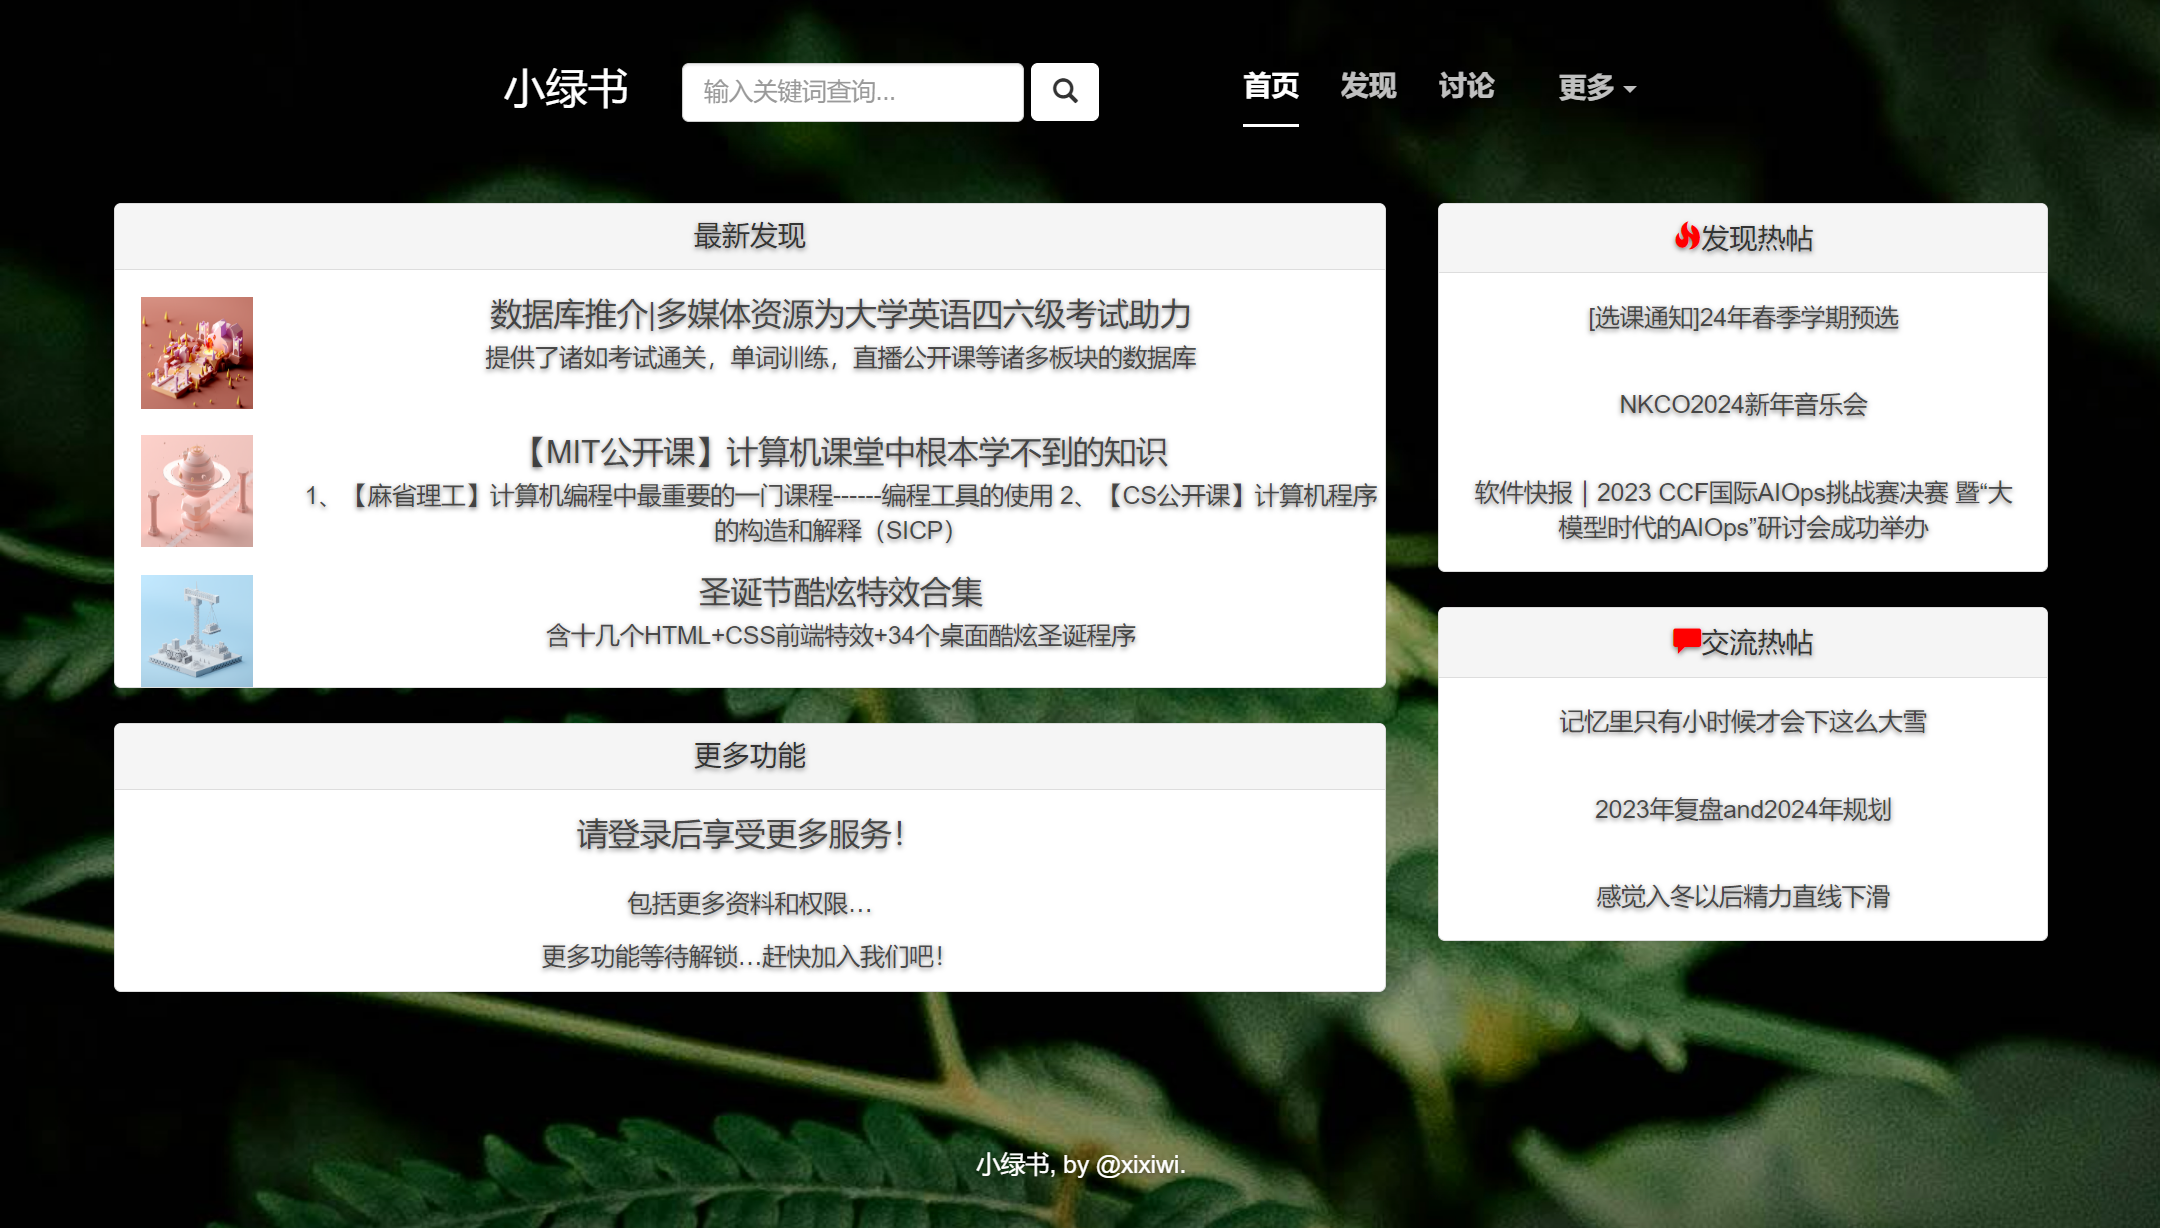 小绿书
输入关键词查询...
首页
发现
讨论
更多
最新发现
数据库推介|多媒体资源为大学英语四六级考试助力
提供了诸如考试通关，单词训练，直播公开课等诸多板块的数据库
【MIT公开课】计算机课堂中根本学不到的知识
1、【麻省理工】计算机编程中最重要的一门课程------编程工具的使用 2、【CS公开课】计算机程序
的构造和解释（SICP）
圣诞节酷炫特效合集
含十几个HTML+CSS前端特效+34个桌面酷炫圣诞程序
更多功能
请登录后享受更多服务！
包括更多资料和权限…
更多功能等待解锁…赶快加入我们吧！
发现热帖
[选课通知]24年春季学期预选
NKCO2024新年音乐会
软件快报｜2023 CCF国际AIOps挑战赛决赛 暨“大
模型时代的AIOps”研讨会成功举办
交流热帖
记忆里只有小时候才会下这么大雪
2023年复盘and2024年规划
感觉入冬以后精力直线下滑
小绿书, by @xixiwi.